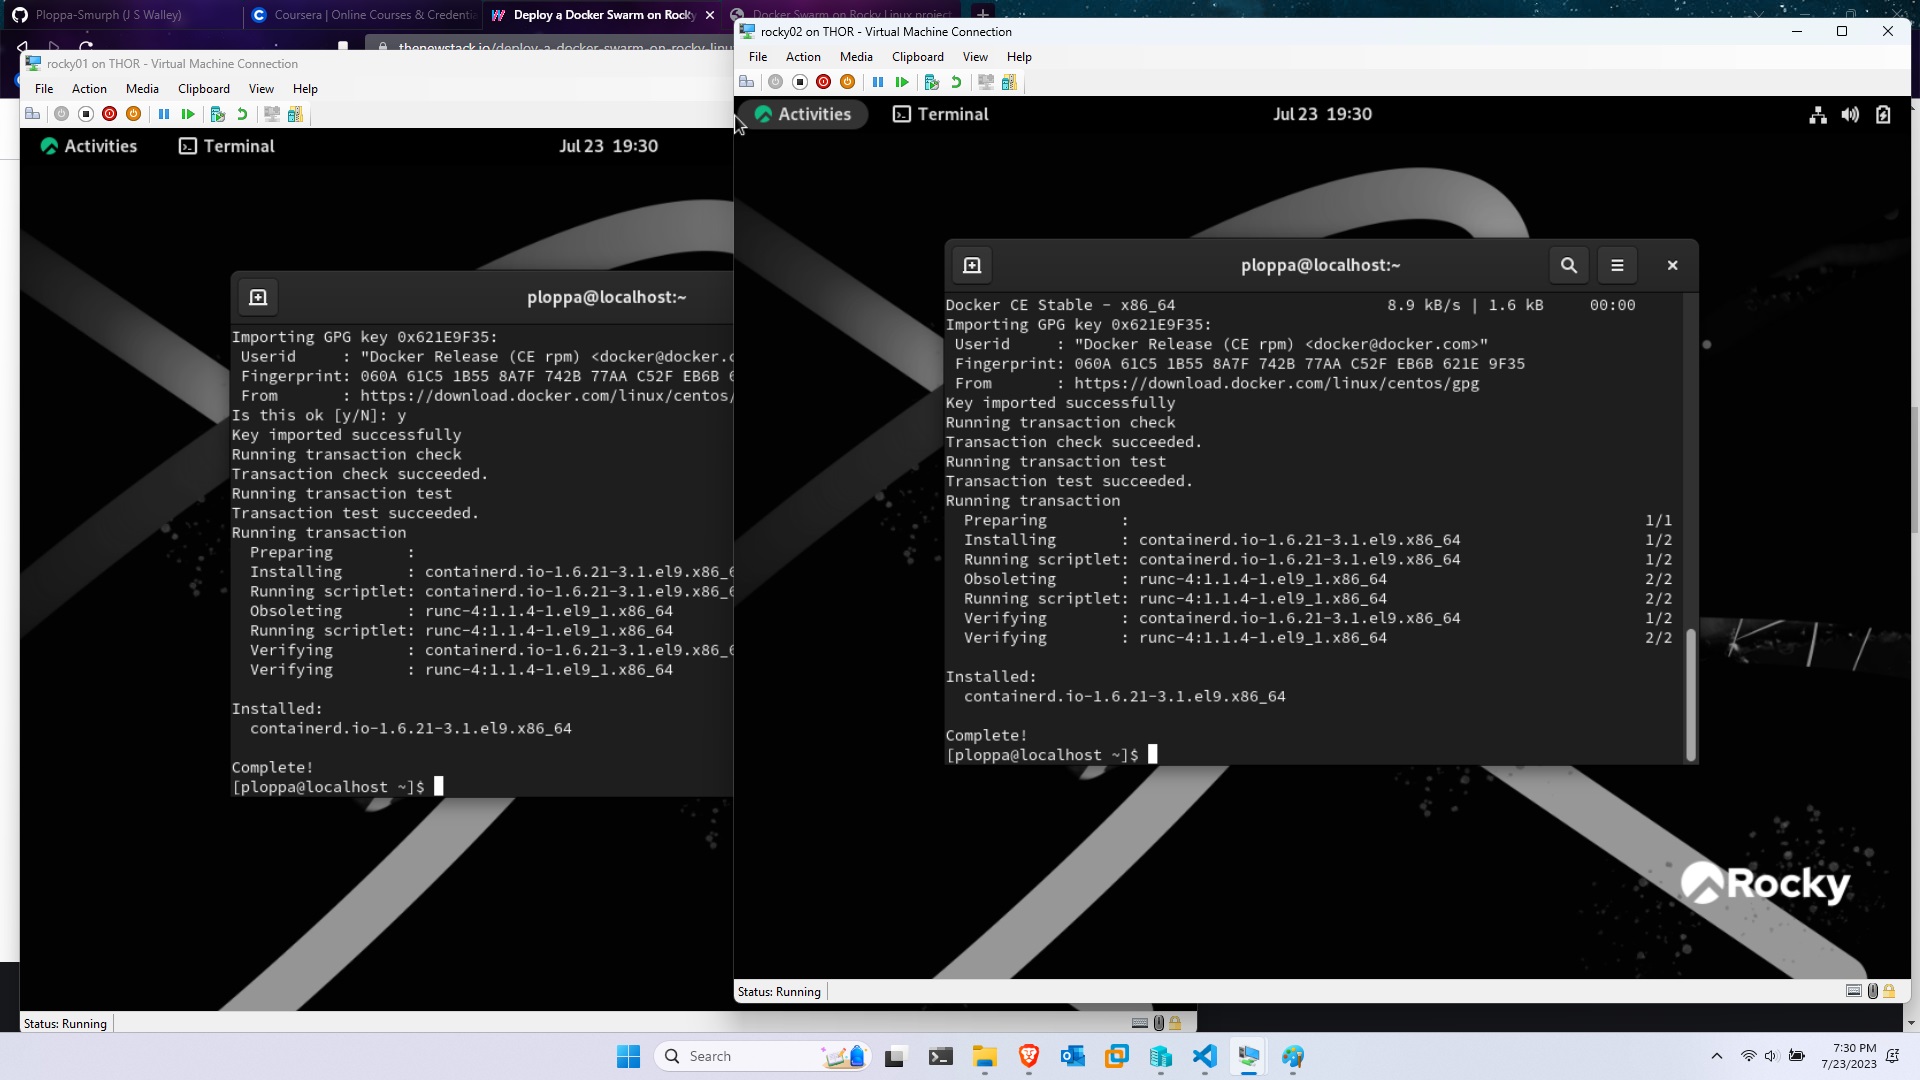 Ploppa-Smurph (J S Walley)
Coursera | Online Courses & Credentia
Deploy a Docker Swarm on Rocky
Docker Swarm on Rocky Linux project
rocky01 on THOR - Virtual Machine Connection
File Action Media Clipboard View Help
Activities Terminal Jul 23 19:30
ploppa@localhost:~
Importing GPG key 0x621E9F35:
Userid : "Docker Release (CE rpm) <docker@docker.c
Fingerprint: 060A 61C5 1B55 8A7F 742B 77AA C52F EB6B 6
From : https://download.docker.com/linux/centos/
Is this ok [y/N]: y
Key imported successfully
Running transaction check
Transaction check succeeded.
Running transaction test
Transaction test succeeded.
Running transaction
Preparing :
Installing : containerd.io-1.6.21-3.1.el9.x86_6
Running scriptlet: containerd.io-1.6.21-3.1.el9.x86_6
Obsoleting : runc-4:1.1.4-1.el9_1.x86_64
Running scriptlet: runc-4:1.1.4-1.el9_1.x86_64
Verifying : containerd.io-1.6.21-3.1.el9.x86_6
Verifying : runc-4:1.1.4-1.el9_1.x86_64
Installed:
containerd.io-1.6.21-3.1.el9.x86_64
Complete!
[ploppa@localhost ~]$
Status: Running
rocky02 on THOR - Virtual Machine Connection
File Action Media Clipboard View Help
Activities Terminal Jul 23 19:30
ploppa@localhost:~
Docker CE Stable - x86_64 8.9 kB/s | 1.6 kB 00:00
Importing GPG key 0x621E9F35:
Userid : "Docker Release (CE rpm) <docker@docker.com>"
Fingerprint: 060A 61C5 1B55 8A7F 742B 77AA C52F EB6B 621E 9F35
From : https://download.docker.com/linux/centos/gpg
Key imported successfully
Running transaction check
Transaction check succeeded.
Running transaction test
Transaction test succeeded.
Running transaction
Preparing : 1/1
Installing : containerd.io-1.6.21-3.1.el9.x86_64 1/2
Running scriptlet: containerd.io-1.6.21-3.1.el9.x86_64 1/2
Obsoleting : runc-4:1.1.4-1.el9_1.x86_64 2/2
Running scriptlet: runc-4:1.1.4-1.el9_1.x86_64 2/2
Verifying : containerd.io-1.6.21-3.1.el9.x86_64 1/2
Verifying : runc-4:1.1.4-1.el9_1.x86_64 2/2
Installed:
containerd.io-1.6.21-3.1.el9.x86_64
Complete!
[ploppa@localhost ~]$
Rocky
Status: Running
Search
7:30 PM
7/23/2023